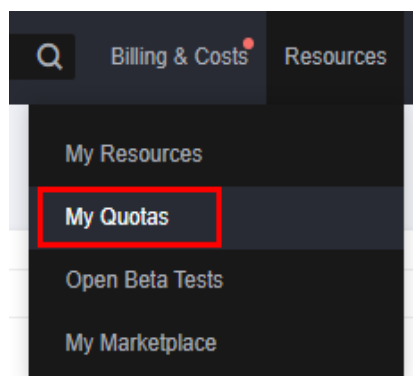 Billing & Costs Resources
My Resources
My Quotas
Open Beta Tests
My Marketplace